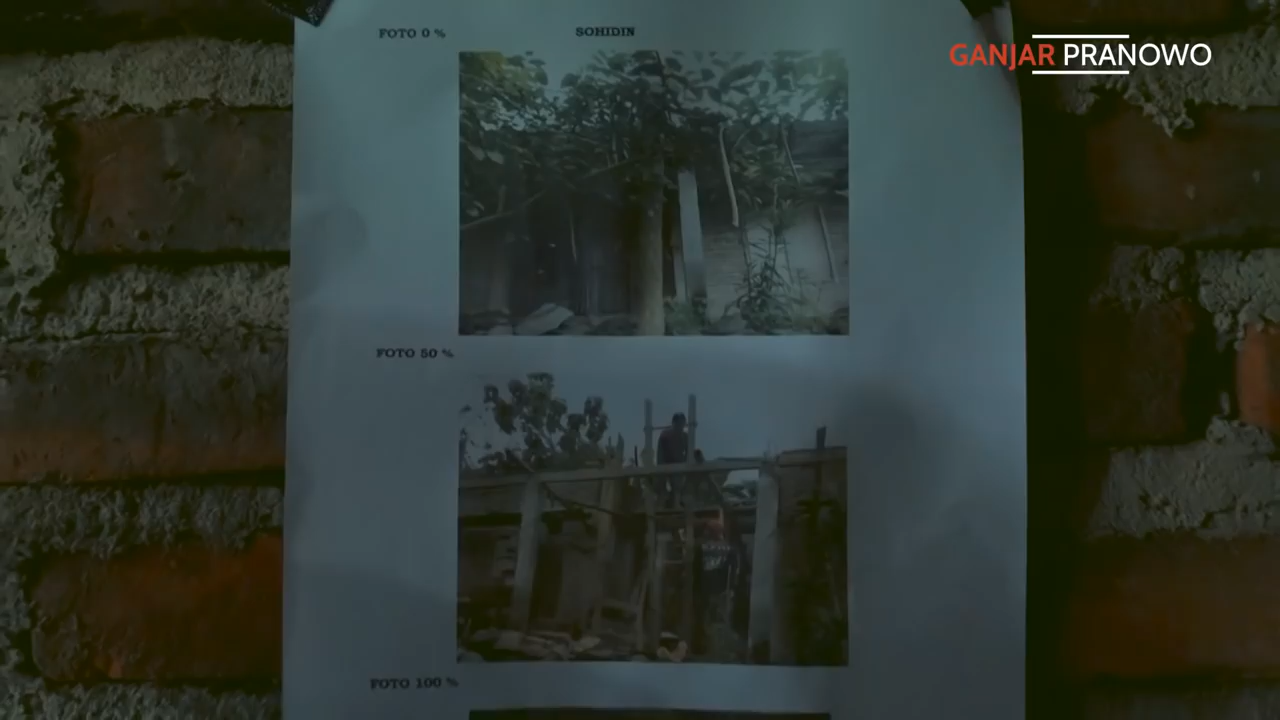 FOTO 0 %
SOHIDIN
GANJAR PRANOWO
FOTO 50 %
FOTO 100 %